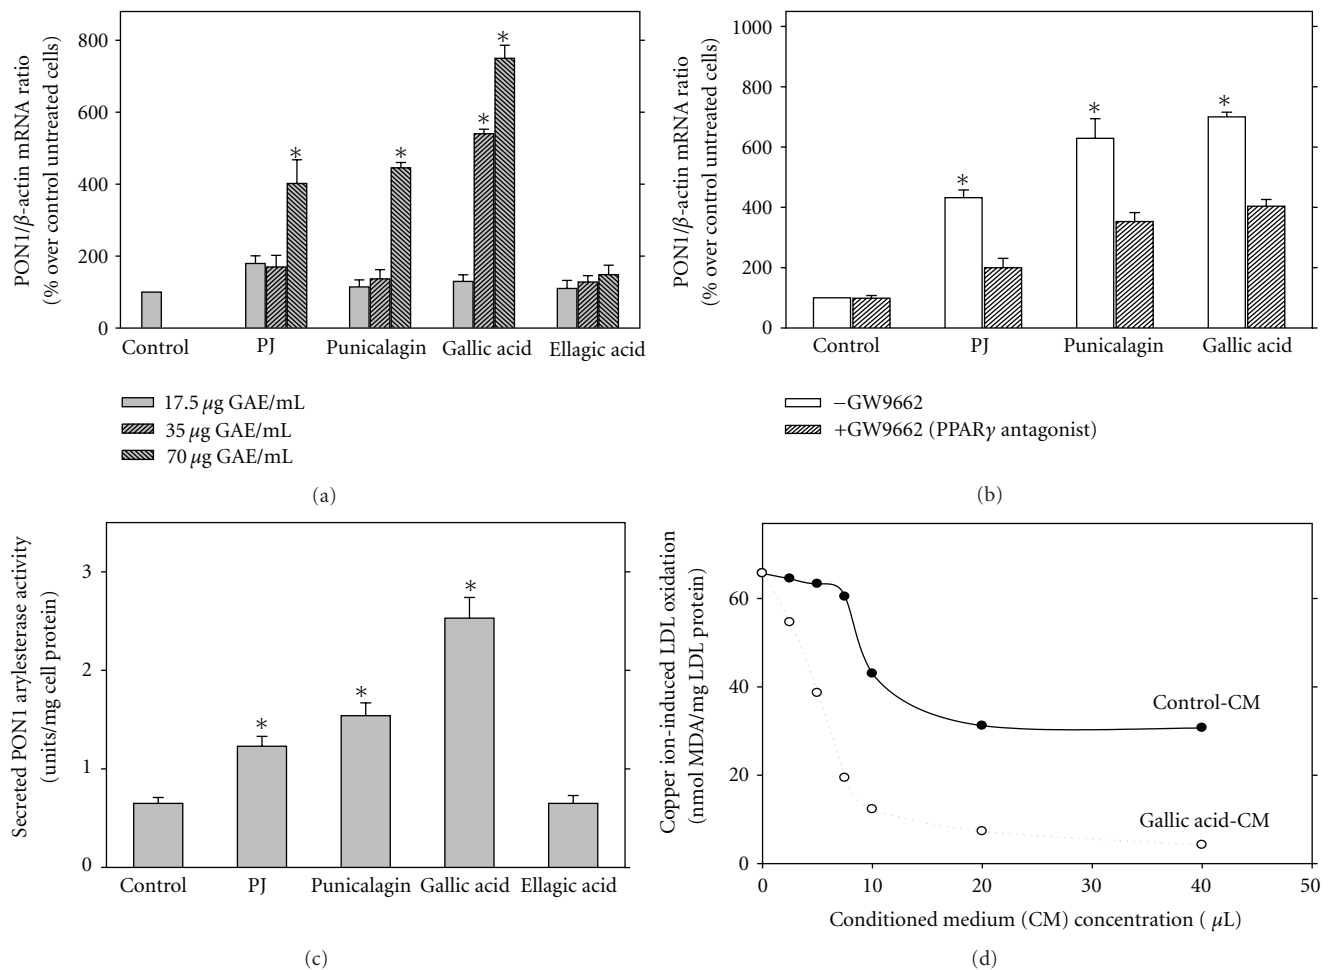 PON1/β-actin mRNA ratio
(% over control untreated cells)
800
600
400
200
0
*
*
*
*
Control
PJ
Punicalagin
Gallic acid
Ellagic acid
17.5 μg GAE/mL
35 μg GAE/mL
70 μg GAE/mL
(a)
PON1/β-actin mRNA ratio
(% over control untreated cells)
1000
800
600
400
200
0
*
*
*
Control
PJ
Punicalagin
Gallic acid
−GW9662
+GW9662 (PPARγ antagonist)
(b)
Secreted PON1 arylesterase activity
(units/mg cell protein)
3
2
1
0
*
*
*
Control
PJ
Punicalagin
Gallic acid
Ellagic acid
(c)
Copper ion-induced LDL oxidation
(nmol MDA/mg LDL protein)
60
40
20
0
Control-CM
Gallic acid-CM
0
10
20
30
40
50
Conditioned medium (CM) concentration ( μL)
(d)